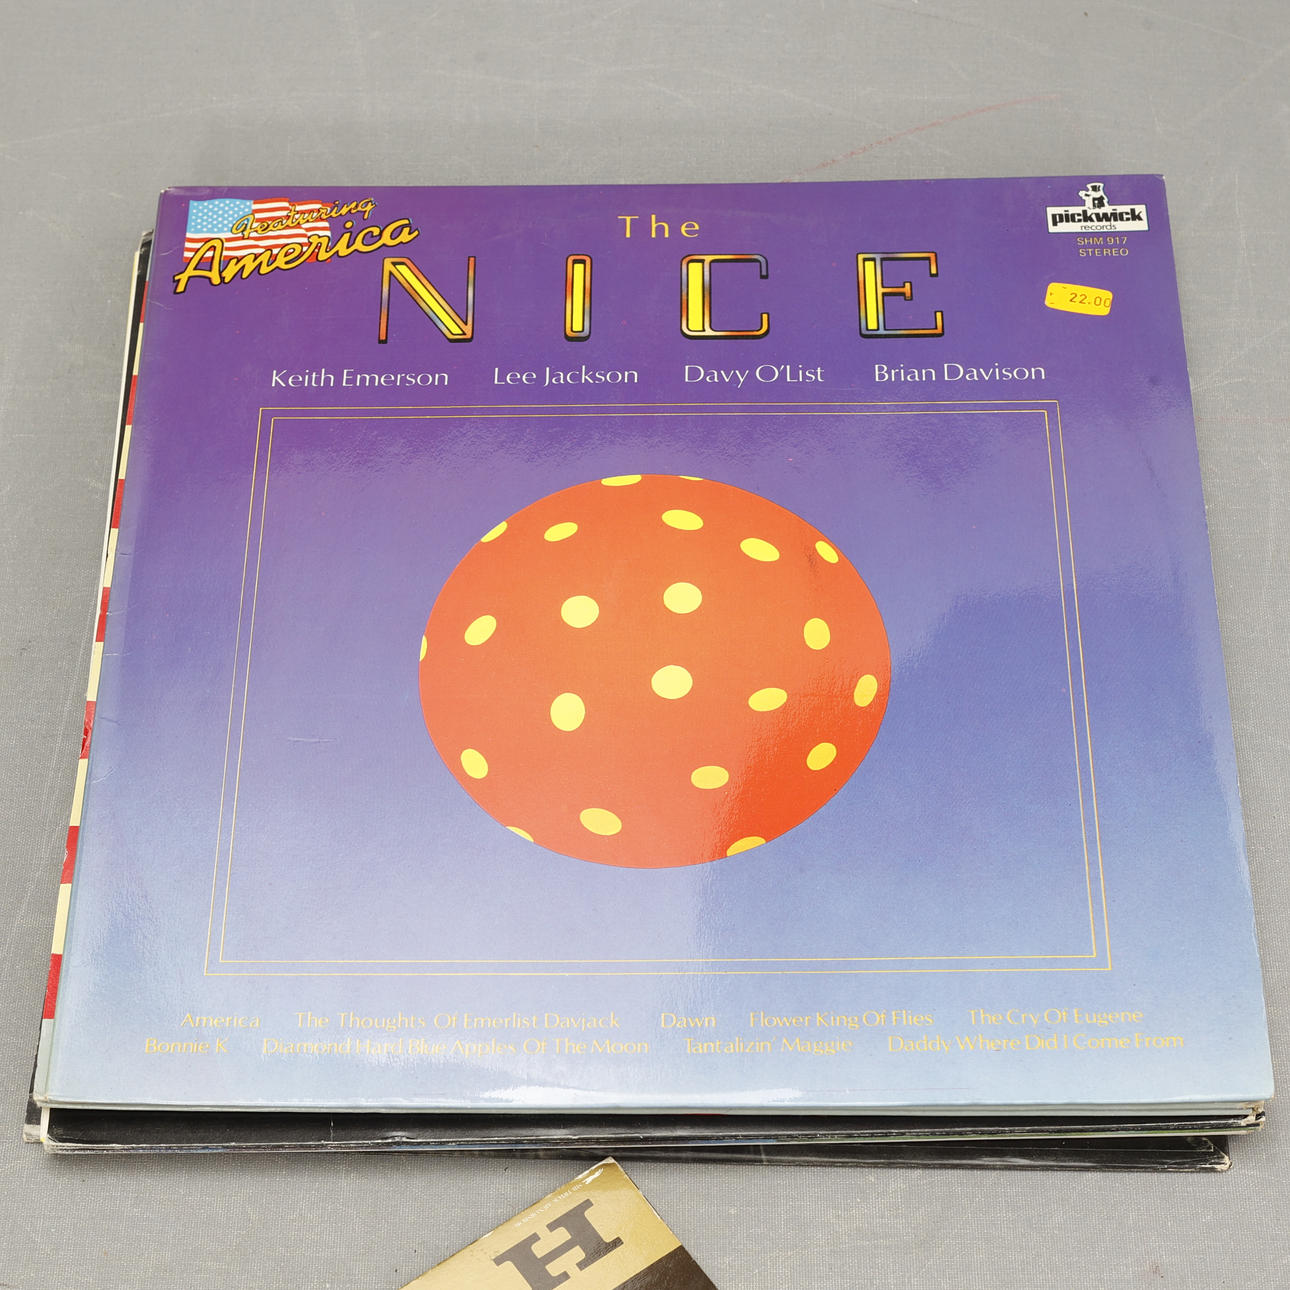 Featuring
America
The
NICE
pickwick
records
SHM 917
STEREO
22.00
Keith Emerson Lee Jackson Davy O'List Brian Davison
America The Thoughts Of Emerlist Davjack Dawn Flower King Of Flies The Cry Of Eugene
Bonnie K Diamond Hard Blue Apples Of The Moon Tantalizin' Maggie Daddy Where Did I Come From
H